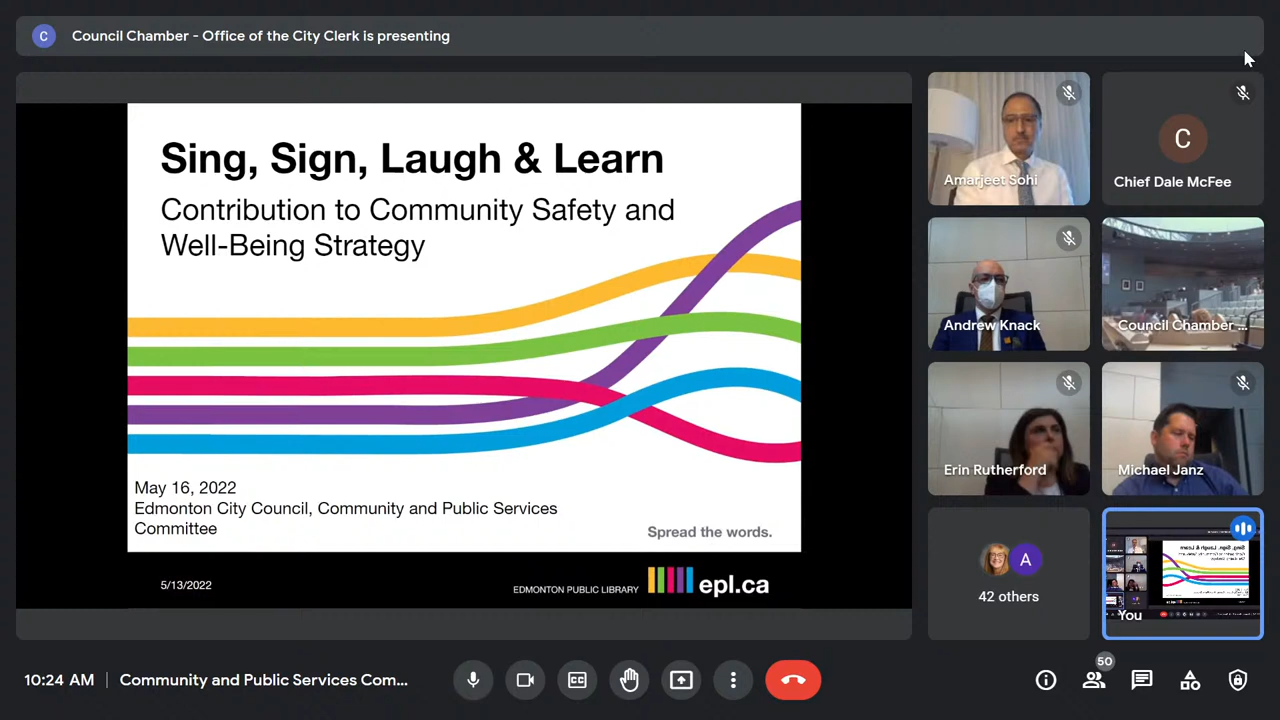 C
Council Chamber - Office of the City Clerk is presenting
Sing, Sign, Laugh & Learn
Contribution to Community Safety and
Well-Being Strategy
May 16, 2022
Edmonton City Council, Community and Public Services
Committee
Spread the words.
5/13/2022
EDMONTON PUBLIC LIBRARY
epl.ca
Amarjeet Sohi
C
Chief Dale McFee
Andrew Knack
Council Chamber ...
Erin Rutherford
Michael Janz
A
42 others
You
10:24 AM
Community and Public Services Com...
CC
50